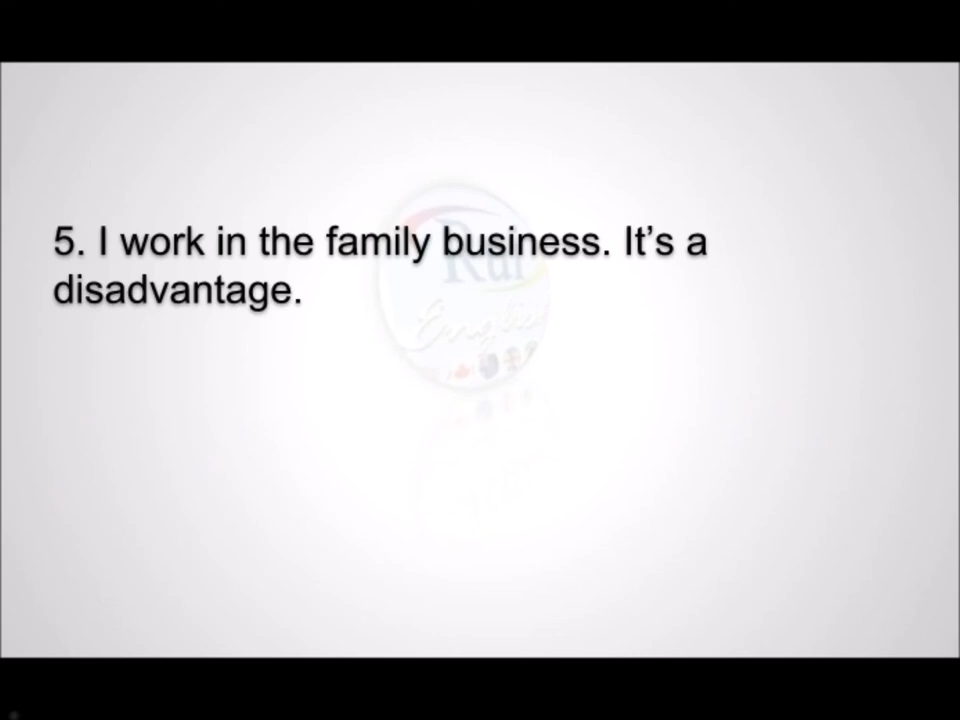 5. I work in the family business. It's a
disadvantage.